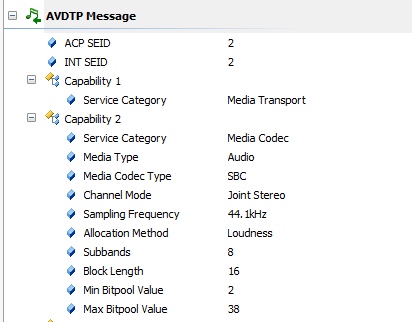 AVDTP Message
ACP SEID 2
INT SEID 2
Capability 1
Service Category Media Transport
Capability 2
Service Category Media Codec
Media Type Audio
Media Codec Type SBC
Channel Mode Joint Stereo
Sampling Frequency 44.1kHz
Allocation Method Loudness
Subbands 8
Block Length 16
Min Bitpool Value 2
Max Bitpool Value 38